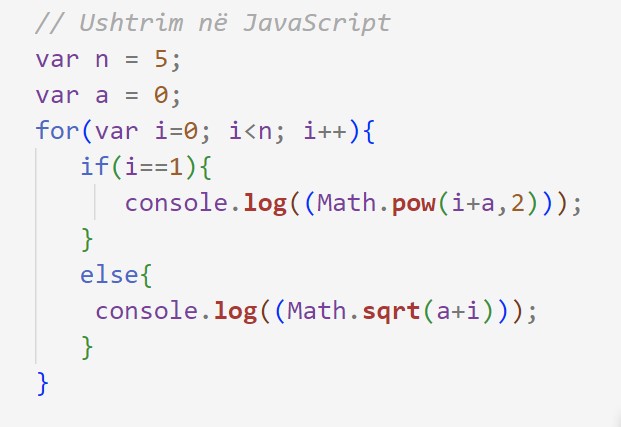 // Ushtrim në JavaScript
var n = 5;
var a = 0;
for(var i=0; i<n; i++){
if(i==1){
console.log((Math.pow(i+a,2)));
}
else{
console.log((Math.sqrt(a+i)));
}
}